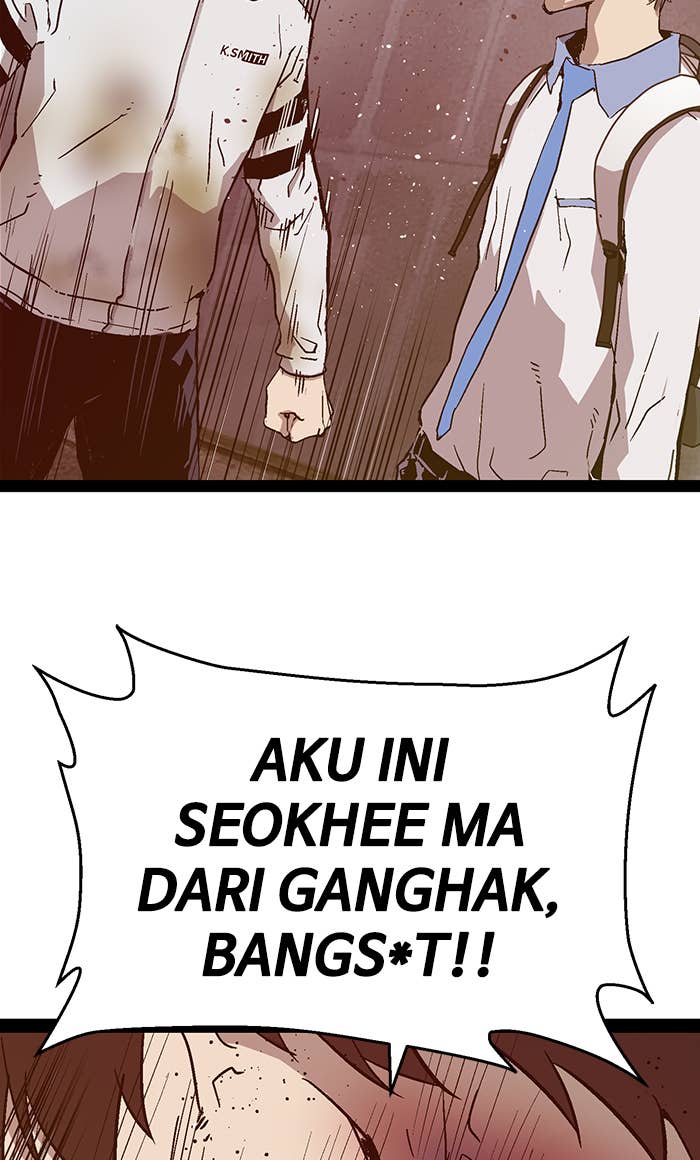 K.SMITH
AKU INI
SEOKHEE MA
DARI GANGHAK,
BANGS*T!!